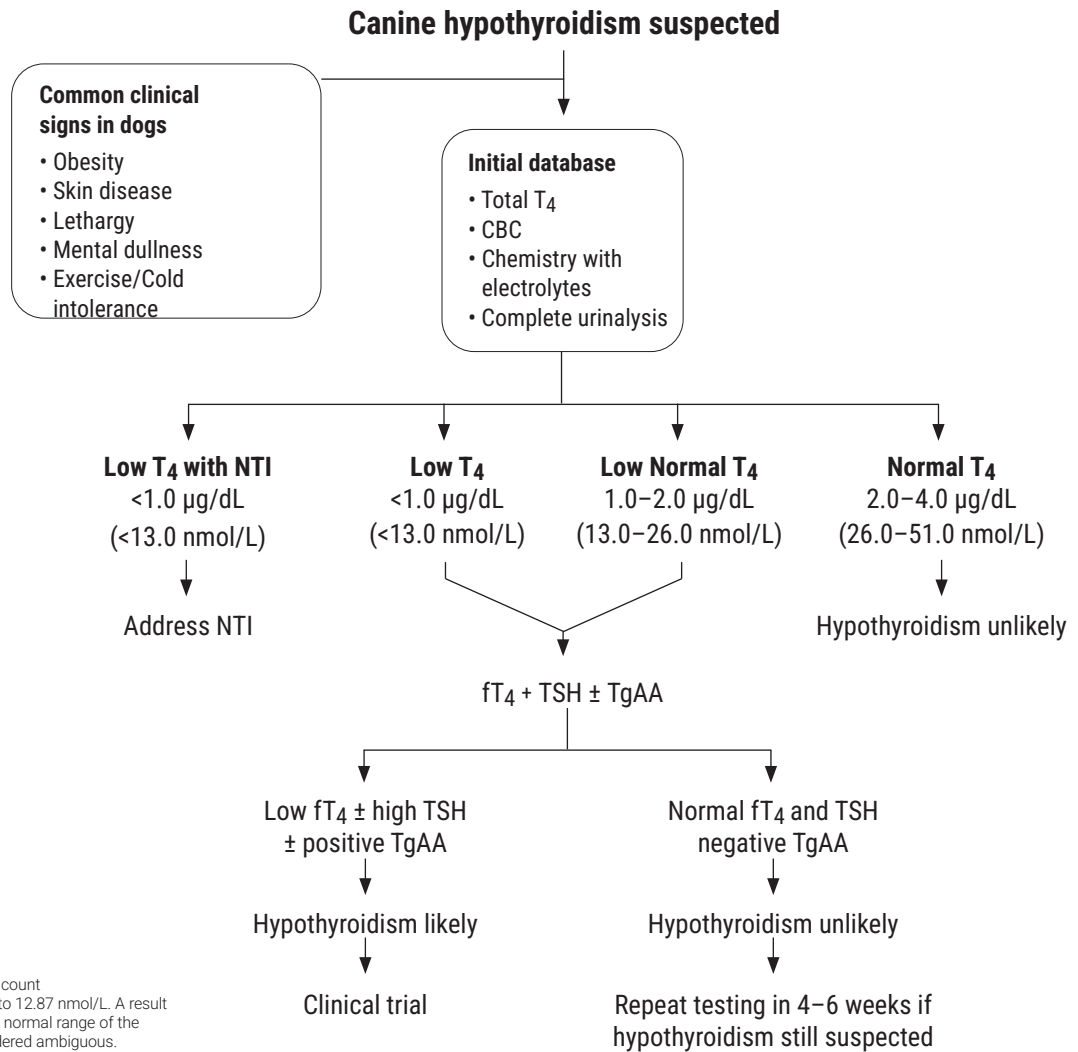 Canine hypothyroidism suspected
Common clinical
signs in dogs
• Obesity
• Skin disease
• Lethargy
• Mental dullness
• Exercise/Cold
intolerance
Initial database
• Total T4
• CBC
• Chemistry with
electrolytes
• Complete urinalysis
Low T4 with NTI
<1.0 µg/dL
(<13.0 nmol/L)
Address NTI
Low T4
<1.0 µg/dL
(<13.0 nmol/L)
Low Normal T4
1.0–2.0 µg/dL
(13.0–26.0 nmol/L)
Normal T4
2.0–4.0 µg/dL
(26.0–51.0 nmol/L)
Hypothyroidism unlikely
fT4 + TSH ± TgAA
Low fT4 ± high TSH
± positive TgAA
Hypothyroidism likely
Clinical trial
Normal fT4 and TSH
negative TgAA
Hypothyroidism unlikely
Repeat testing in 4–6 weeks if
hypothyroidism still suspected
count
to 12.87 nmol/L. A result
normal range of the
dered ambiguous.